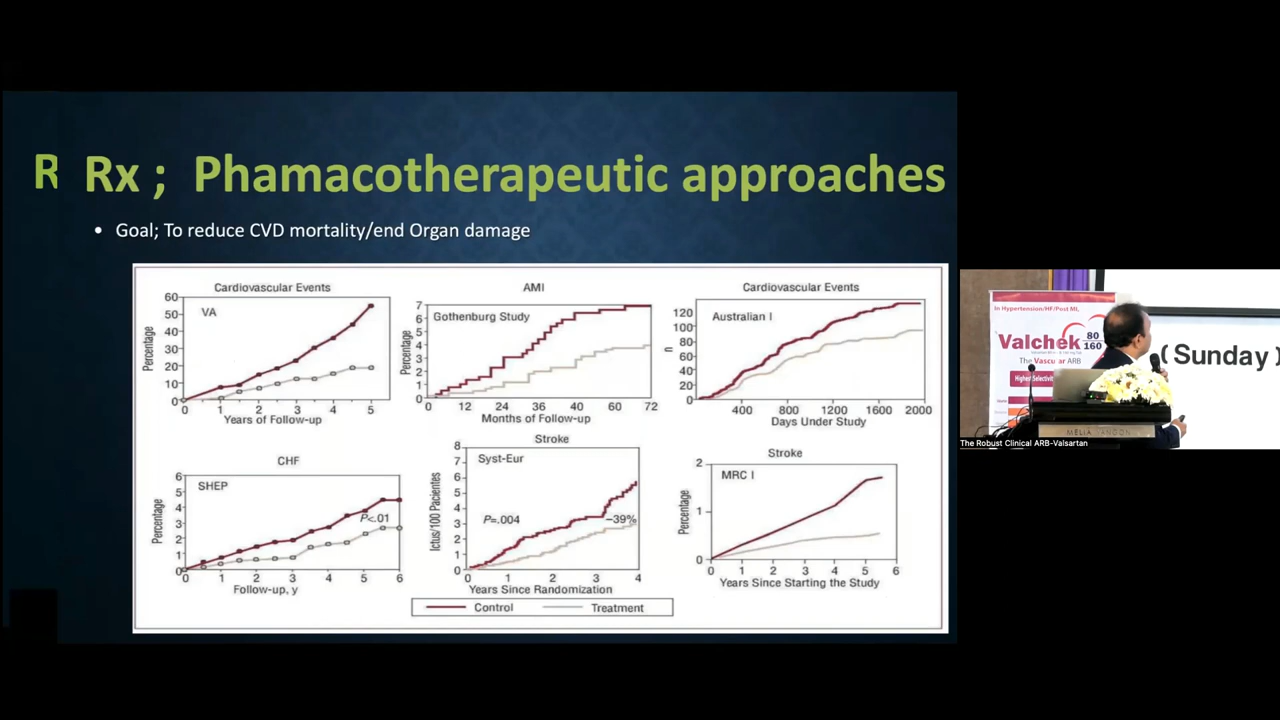 R Rx ; Phamacotherapeutic approaches
• Goal; To reduce CVD mortality/end Organ damage
Cardiovascular Events
VA
Percentage
60
50
40
30
20
10
0
0 1 2 3 4 5
Years of Follow-up
AMI
Gothenburg Study
Percentage
7
6
5
4
3
2
1
0
0 12 24 36 40 60 72
Months of Follow-up
Cardiovascular Events
Australian I
n
120
100
80
60
40
20
0
400 800 1200 1600 2000
Days Under Study
CHF
SHEP
Percentage
6
5
4
3
2
1
0
P<.01
0 1 2 3 4 5 6
Follow-up, y
Stroke
Syst-Eur
Ictus/100 Pacientes
8
7
6
5
4
3
2
1
0
P=.004
–39%
0 1 2 3 4
Years Since Randomization
Stroke
MRC I
Percentage
2
1
0
0 1 2 3 4 5 6
Years Since Starting the Study
Control Treatment
In Hypertension/HF/Post MI,
Valchek 80
160
The Vascular ARB
( Sunday )
The Robust Clinical ARB-Valsartan